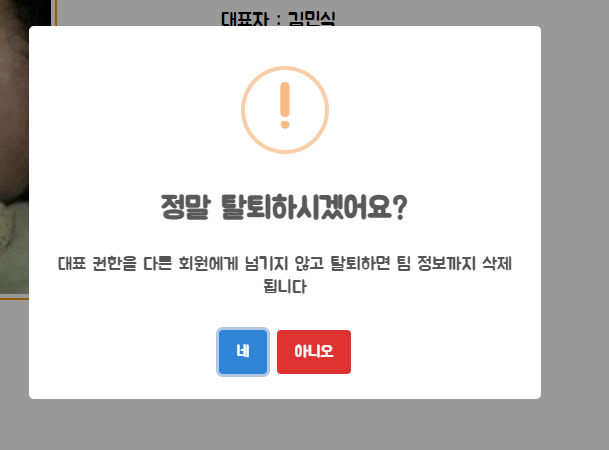 대표자 : 김민식
정말 탈퇴하시겠어요?
대표 권한을 다른 회원에게 넘기지 않고 탈퇴하면 팀 정보까지 삭제
됩니다
네
아니오